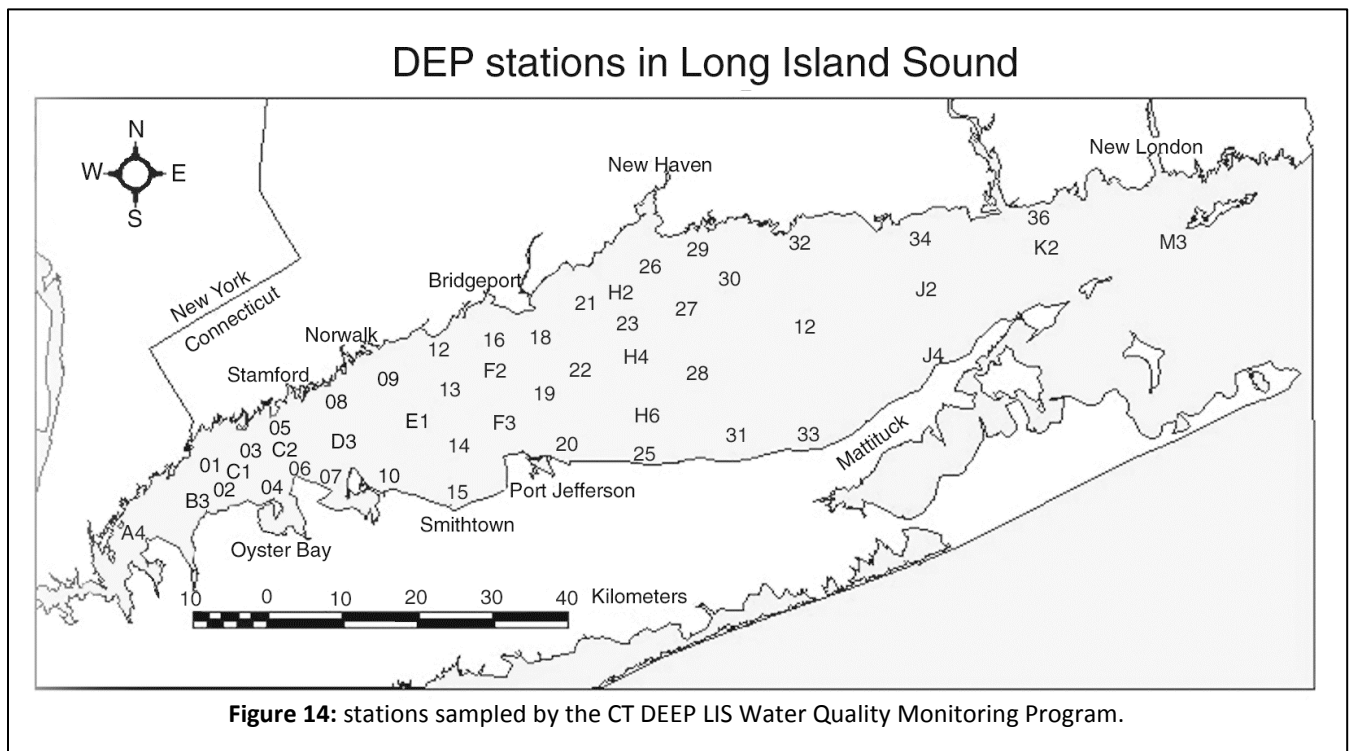 DEP stations in Long Island Sound
N
W E
S
New London
New Haven
36
M3
K2
34
32
29
26
30
Bridgeport
J2
H2
21
27
New York
Connecticut
23
12
Norwalk
18
16
12
H4
J4
F2
22
28
Stamford
09
13
19
08
H6
E1
F3
05
Mattituck
31
33
D3
20
14
C2
03
25
01
C1
06
07
10
02
04
15
Port Jefferson
B3
Smithtown
A4
Oyster Bay
10 0 10 20 30 40 Kilometers
Figure 14: stations sampled by the CT DEEP LIS Water Quality Monitoring Program.